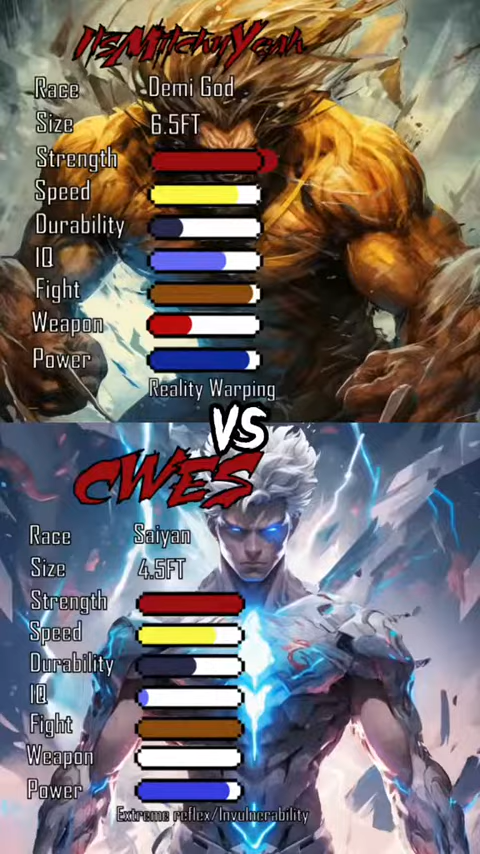 ItsMitchnYeah
Race Demi God
Size 6.5FT
Strength
Speed
Durability
IQ
Fight
Weapon
Power
Reality Warping
VS
CWES
Race Saiyan
Size 4.5FT
Strength
Speed
Durability
IQ
Fight
Weapon
Power
Extreme reflex/Invulnerability